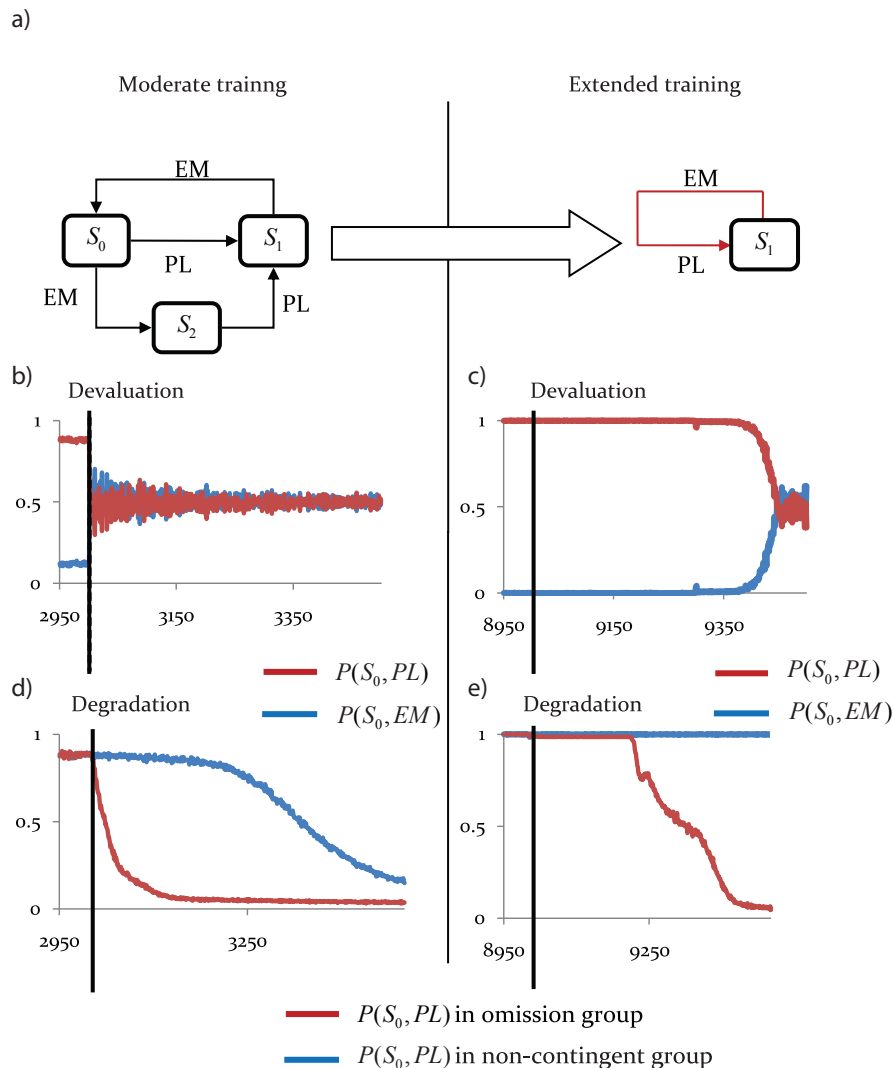 a)
Moderate trainng
Extended training
EM
S0
PL
S1
EM
S2
PL
EM
PL
S1
b)
Devaluation
1
0.5
0
2950
3150
3350
c)
Devaluation
1
0.5
0
8950
9150
9350
P(S0, PL)
P(S0, EM)
P(S0, PL)
P(S0, EM)
d)
Degradation
1
0.5
0
2950
3250
e)
Degradation
1
0.5
0
8950
9250
P(S0, PL) in omission group
P(S0, PL) in non-contingent group